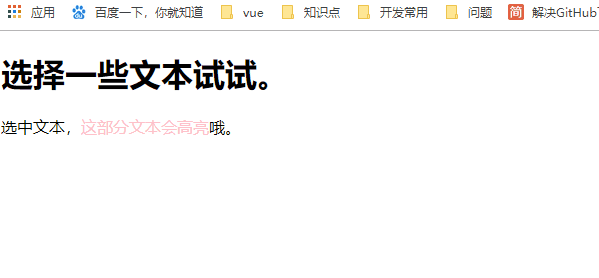 应用 百度一下，你就知道 vue 知识点 开发常用 问题 简 解决GitHub
选择一些文本试试。
选中文本，这部分文本会高亮哦。